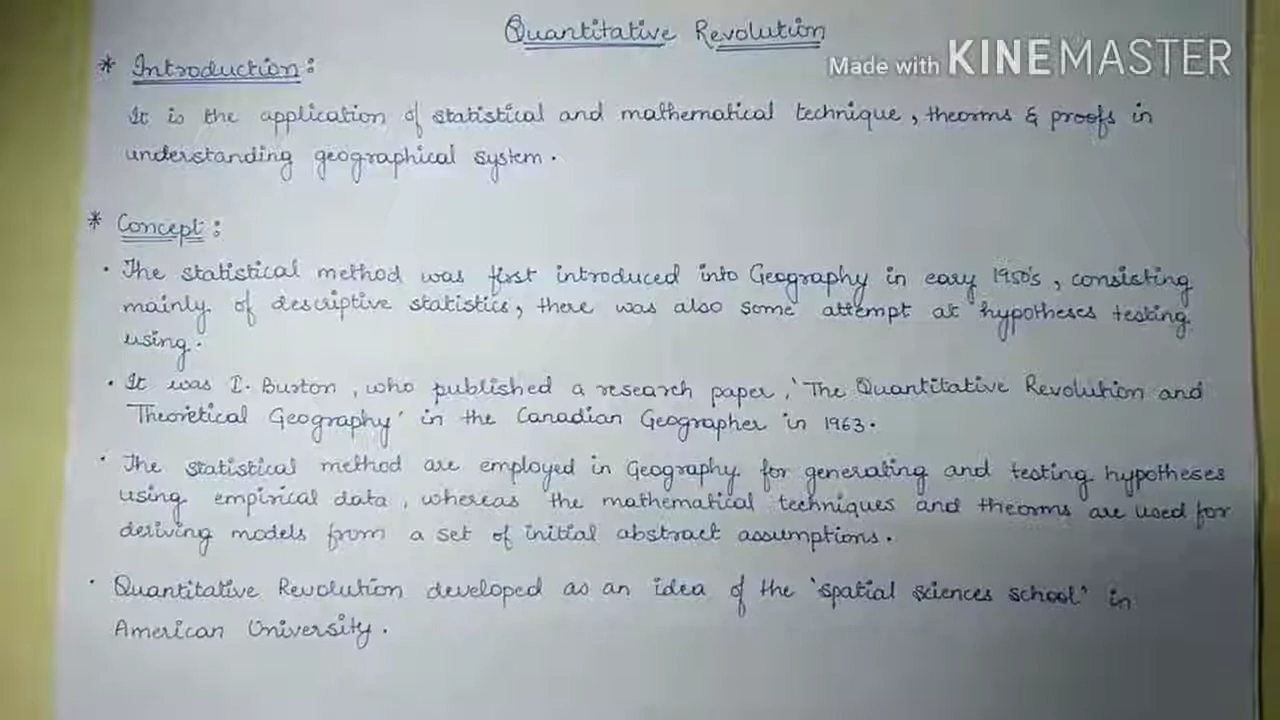 Quantitative Revolution
Made with KINEMASTER
* Introduction :
It is the application of statistical and mathematical technique, theorms & proofs in
understanding geographical system.
* Concept :
• The statistical method was first introduced into Geography in eary 1950's, consisting
mainly of descriptive statistics, there was also some attempt at hypotheses testing
using.
• It was I. Burton, who published a research paper, 'The Quantitative Revolution and
Theoretical Geography' in the Canadian Geographer in 1963.
• The statistical method are employed in Geography for generating and testing hypotheses
using empirical data, whereas the mathematical techniques and theorms are used for
deriving models from a set of initial abstract assumptions.
• Quantitative Revolution developed as an idea of the 'spatial sciences school' in
American University.